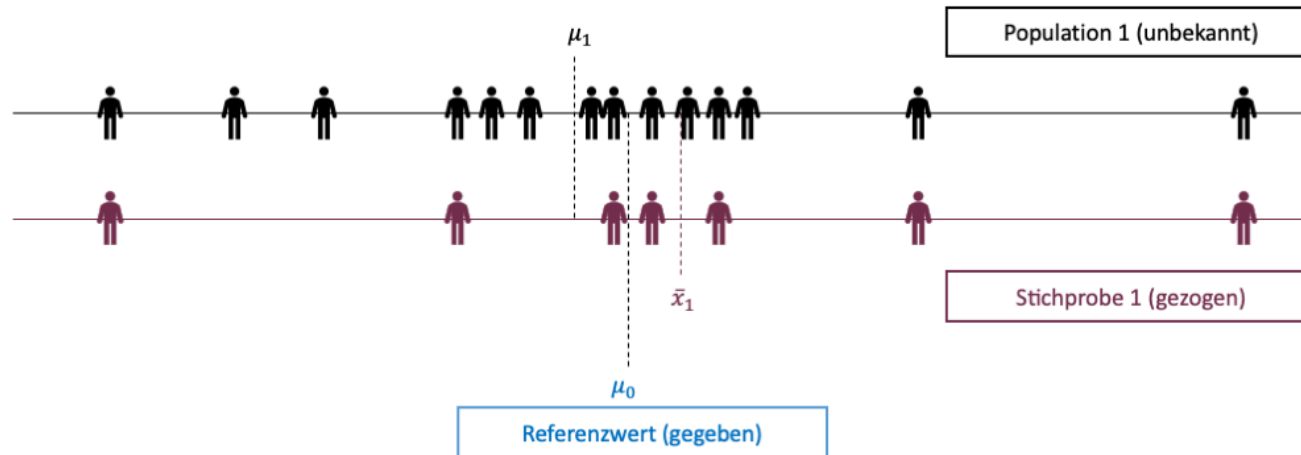 μ₁
Population 1 (unbekannt)
x̄₁
Stichprobe 1 (gezogen)
μ₀
Referenzwert (gegeben)